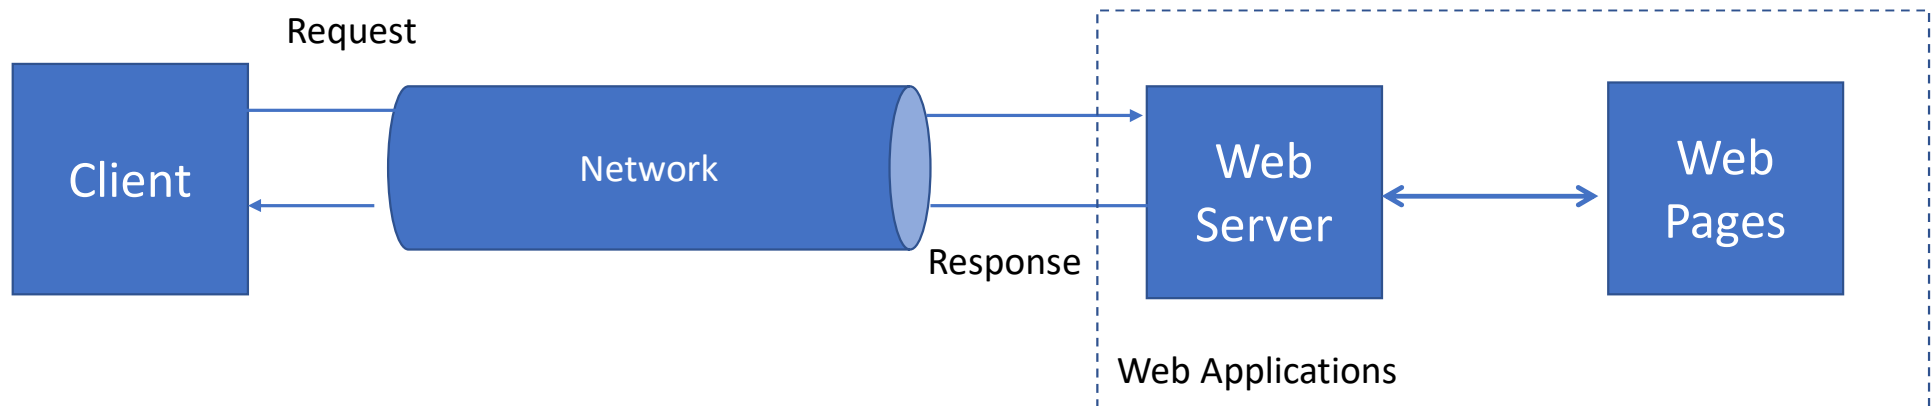 Request
Client
Network
Response
Web
Server
Web
Pages
Web Applications